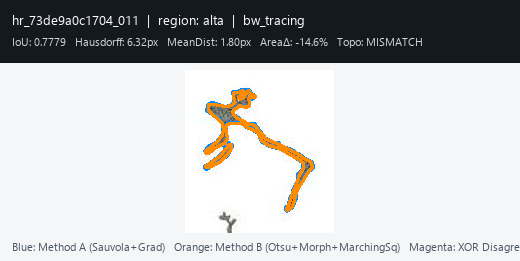 hr_73de9a0c1704_011 | region: alta | bw_tracing
IoU: 0.7779 Hausdorff: 6.32px MeanDist: 1.80px AreaΔ: -14.6% Topo: MISMATCH
Blue: Method A (Sauvola+Grad) Orange: Method B (Otsu+Morph+MarchingSq) Magenta: XOR Disagre